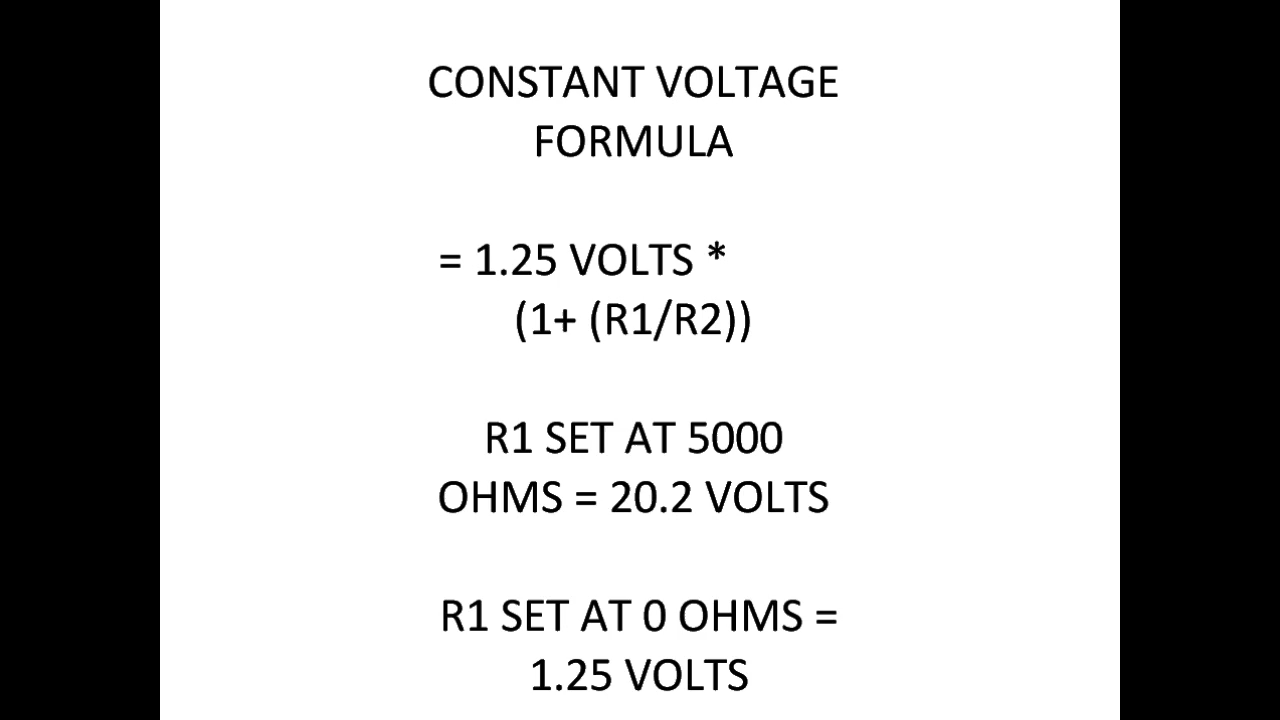 CONSTANT VOLTAGE
FORMULA
= 1.25 VOLTS *
(1+ (R1/R2))
R1 SET AT 5000
OHMS = 20.2 VOLTS
R1 SET AT 0 OHMS =
1.25 VOLTS